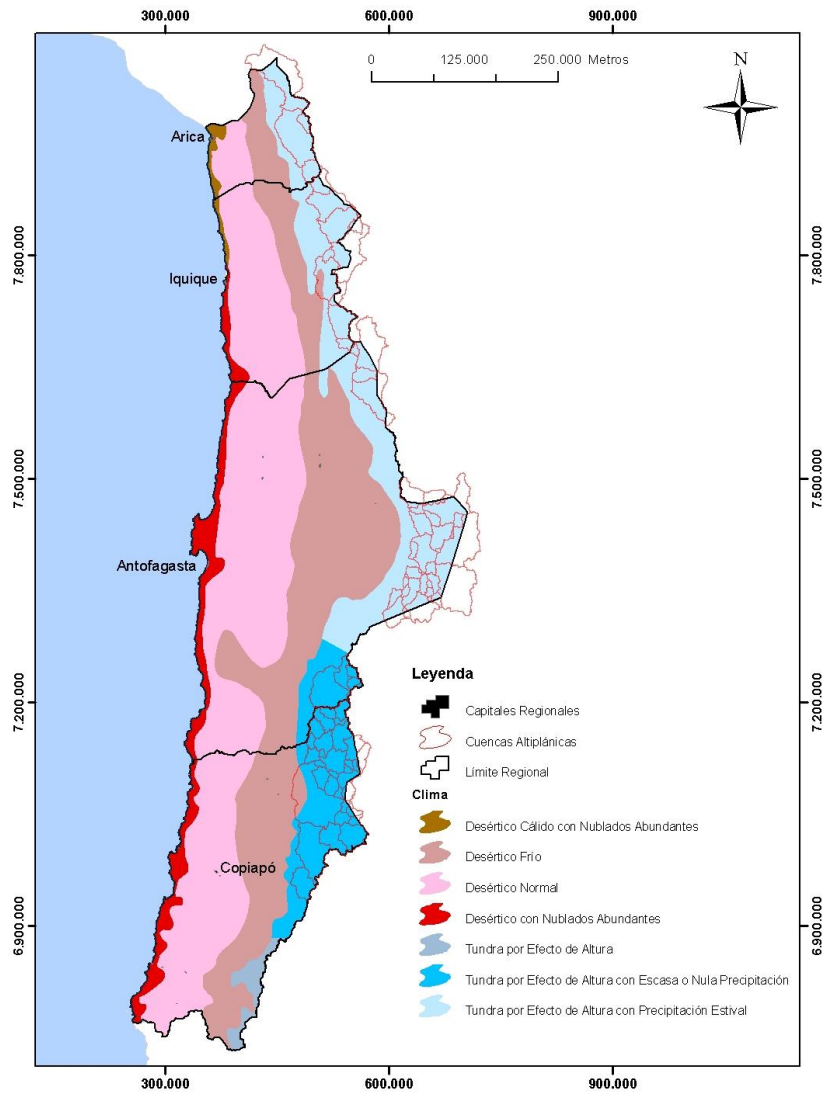 300.000 600.000 900.000
0 125.000 250.000 Metros
N
Arica
7.800.000 7.800.000
Iquique
7.500.000 7.500.000
Antofagasta
7.200.000 7.200.000
Copiapó
6.900.000 6.900.000
Leyenda
Capitales Regionales
Cuencas Altiplánicas
Límite Regional
Clima
Desértico Cálido con Nublados Abundantes
Desértico Frío
Desértico Normal
Desértico con Nublados Abundantes
Tundra por Efecto de Altura
Tundra por Efecto de Altura con Escasa o Nula Precipitación
Tundra por Efecto de Altura con Precipitación Estival
300.000 600.000 900.000